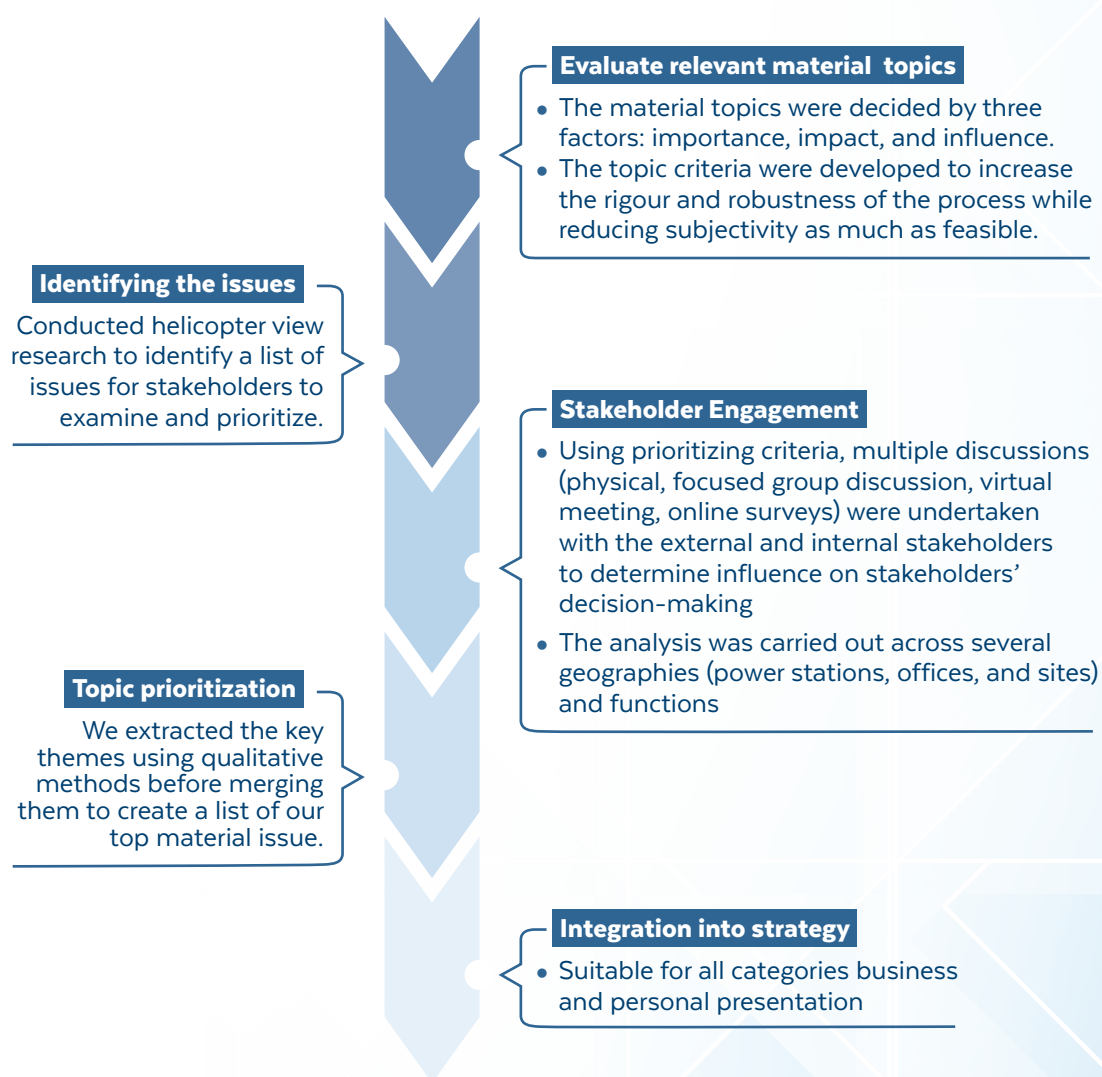 Evaluate relevant material topics
• The material topics were decided by three
factors: importance, impact, and influence.
• The topic criteria were developed to increase
the rigour and robustness of the process while
reducing subjectivity as much as feasible.
Identifying the issues
Conducted helicopter view
research to identify a list of
issues for stakeholders to
examine and prioritize.
Stakeholder Engagement
• Using prioritizing criteria, multiple discussions
(physical, focused group discussion, virtual
meeting, online surveys) were undertaken
with the external and internal stakeholders
to determine influence on stakeholders’
decision-making
• The analysis was carried out across several
geographies (power stations, offices, and sites)
and functions
Topic prioritization
We extracted the key
themes using qualitative
methods before merging
them to create a list of our
top material issue.
Integration into strategy
• Suitable for all categories business
and personal presentation